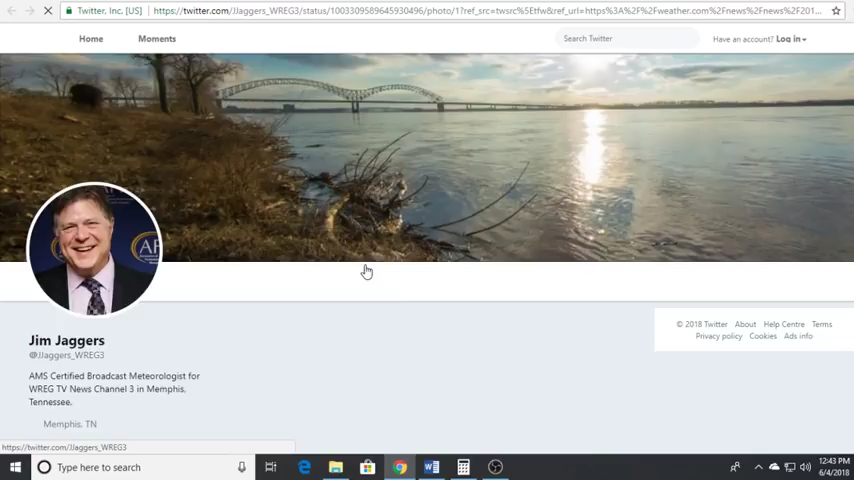 Twitter, Inc. [US]
https://twitter.com/JJaggers_WREG3/status/1003309589645930496/photo/1?ref_src=twsrc%5Etfw&ref_url=https%3A%2F%2Fweather.com%2Fnews%2Fnews%2F201...
Home
Moments
Search Twitter
Have an account? Log in
Jim Jaggers
@JJaggers_WREG3
AMS Certified Broadcast Meteorologist for
WREG TV News Channel 3 in Memphis,
Tennessee.
Memphis, TN
© 2018 Twitter About Help Centre Terms
Privacy policy Cookies Ads info
https://twitter.com/JJaggers_WREG3
Type here to search
12:43 PM
6/4/2018